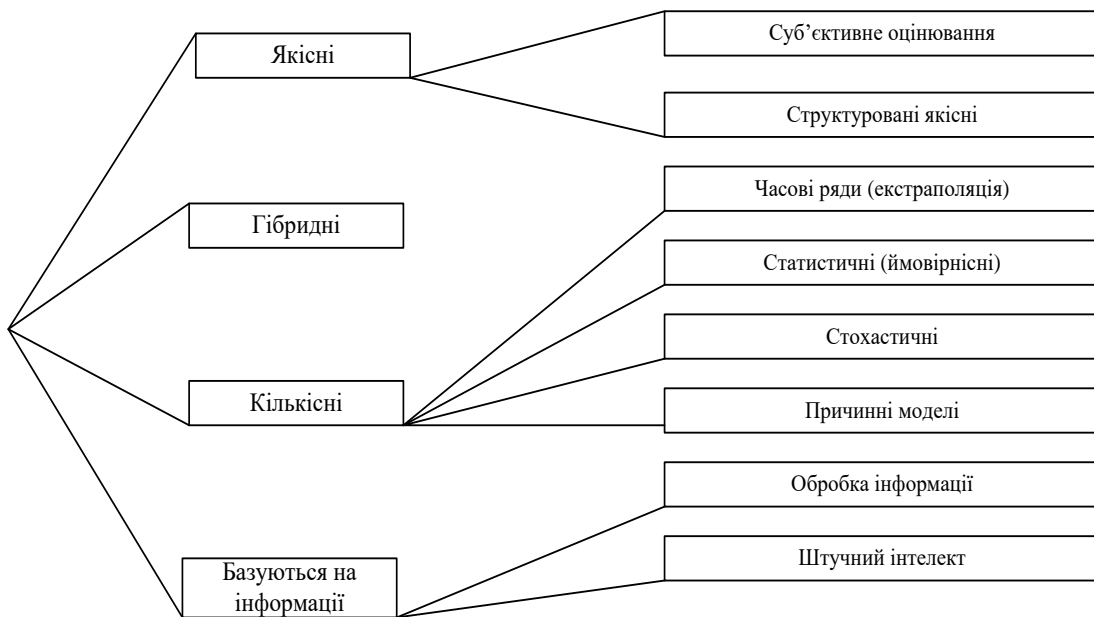 Якісні
Гібридні
Кількісні
Базуються на
інформації
Суб’єктивне оцінювання
Структуровані якісні
Часові ряди (екстраполяція)
Статистичні (ймовірнісні)
Стохастичні
Причинні моделі
Обробка інформації
Штучний інтелект